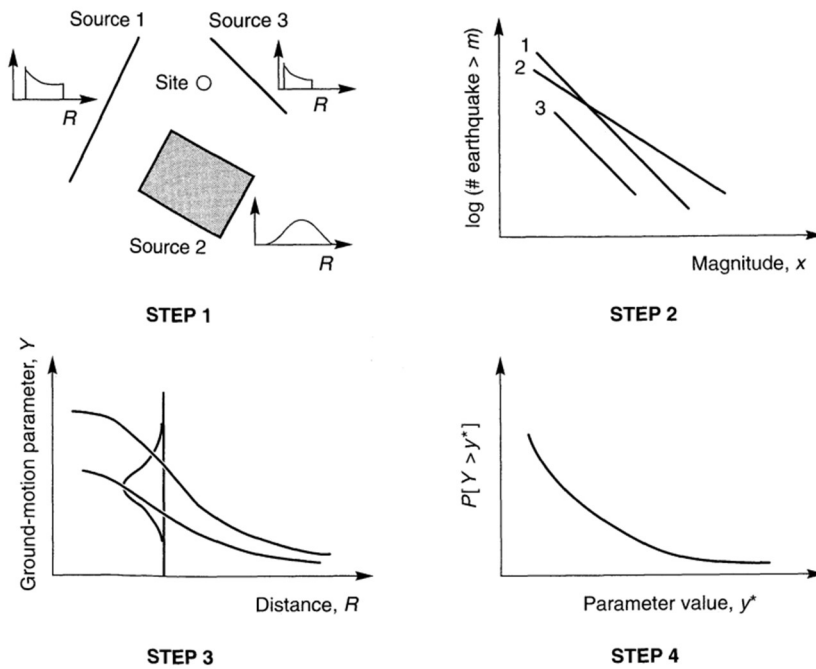 Source 1
Source 3
Site
R
R
Source 2
R
STEP 1
log (# earthquake > m)
1
2
3
Magnitude, x
STEP 2
Ground-motion parameter, Y
Distance, R
STEP 3
P[Y > y*]
Parameter value, y*
STEP 4